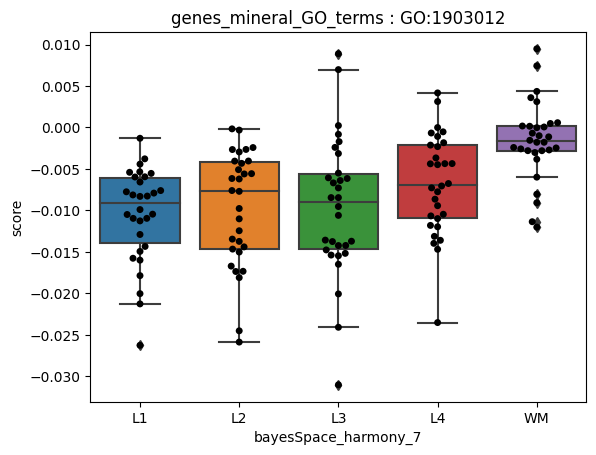 genes_mineral_GO_terms : GO:1903012
score
0.010
0.005
0.000
−0.005
−0.010
−0.015
−0.020
−0.025
−0.030
L1 L2 L3 L4 WM
bayesSpace_harmony_7